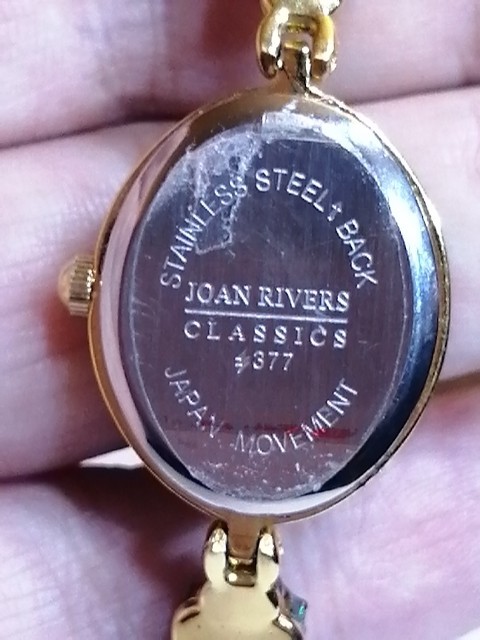 STAINLESS STEEL BACK
JOAN RIVERS
CLASSICS
#377
JAPAN MOVEMENT